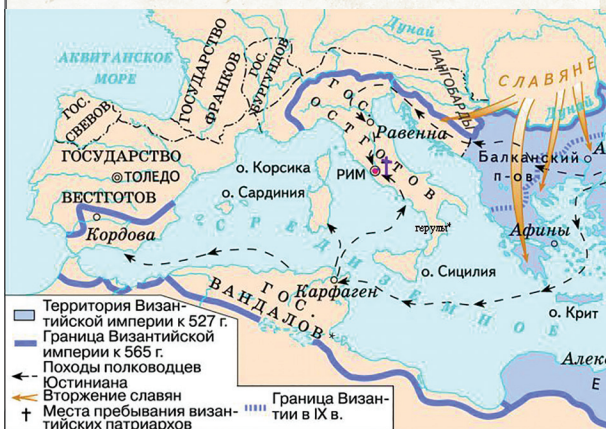 Дунай
АКВИТАНСКОЕ
МОРЕ
ГОСУДАРСТВО
ФРАНКОВ
ГОС.
БУРГУНДОВ
ЛАНГОБАРДЫ
СЛАВЯНЕ
Дунай
ГОС.
СВЕВОВ
ГОС.
ОСТГОТОВ
Равенна
ГОСУДАРСТВО
ТОЛЕДО
ВЕСТГОТОВ
Кордова
о. Корсика
о. Сардиния
РИМ
Балканский
п-ов
А
герулы*
Афины
СРЕДИЗЕМНОЕ
о. Сицилия
Карфаген
ГОС.
ВАНДАЛОВ*
о. Крит
Алек
Е
Территория Визан-
тийской империи к 527 г.
Граница Византийской
империи к 565 г.
Походы полководцев
Юстиниана
Вторжение славян
Места пребывания визан-
тийских патриархов
Граница Визан-
тии в IX в.